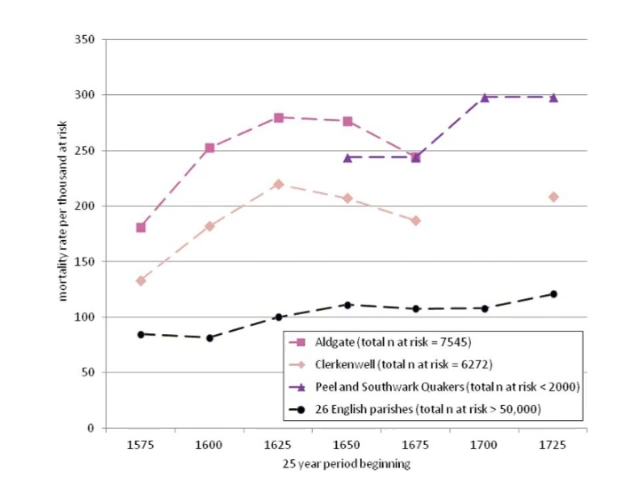 350
300
250
200
150
100
50
0
mortality rate per thousand at risk
Aldgate (total n at risk = 7545)
Clerkenwell (total n at risk = 6272)
Peel and Southwark Quakers (total n at risk < 2000)
26 English parishes (total n at risk > 50,000)
1575 1600 1625 1650 1675 1700 1725
25 year period beginning